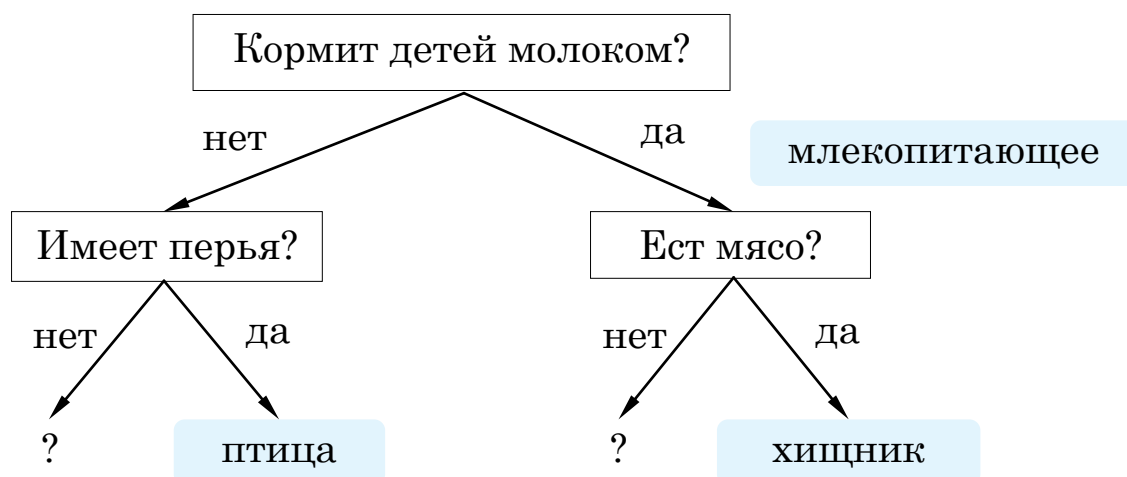 Кормит детей молоком?
нет
да
млекопитающее
Имеет перья?
Ест мясо?
нет
да
нет
да
?
птица
?
хищник